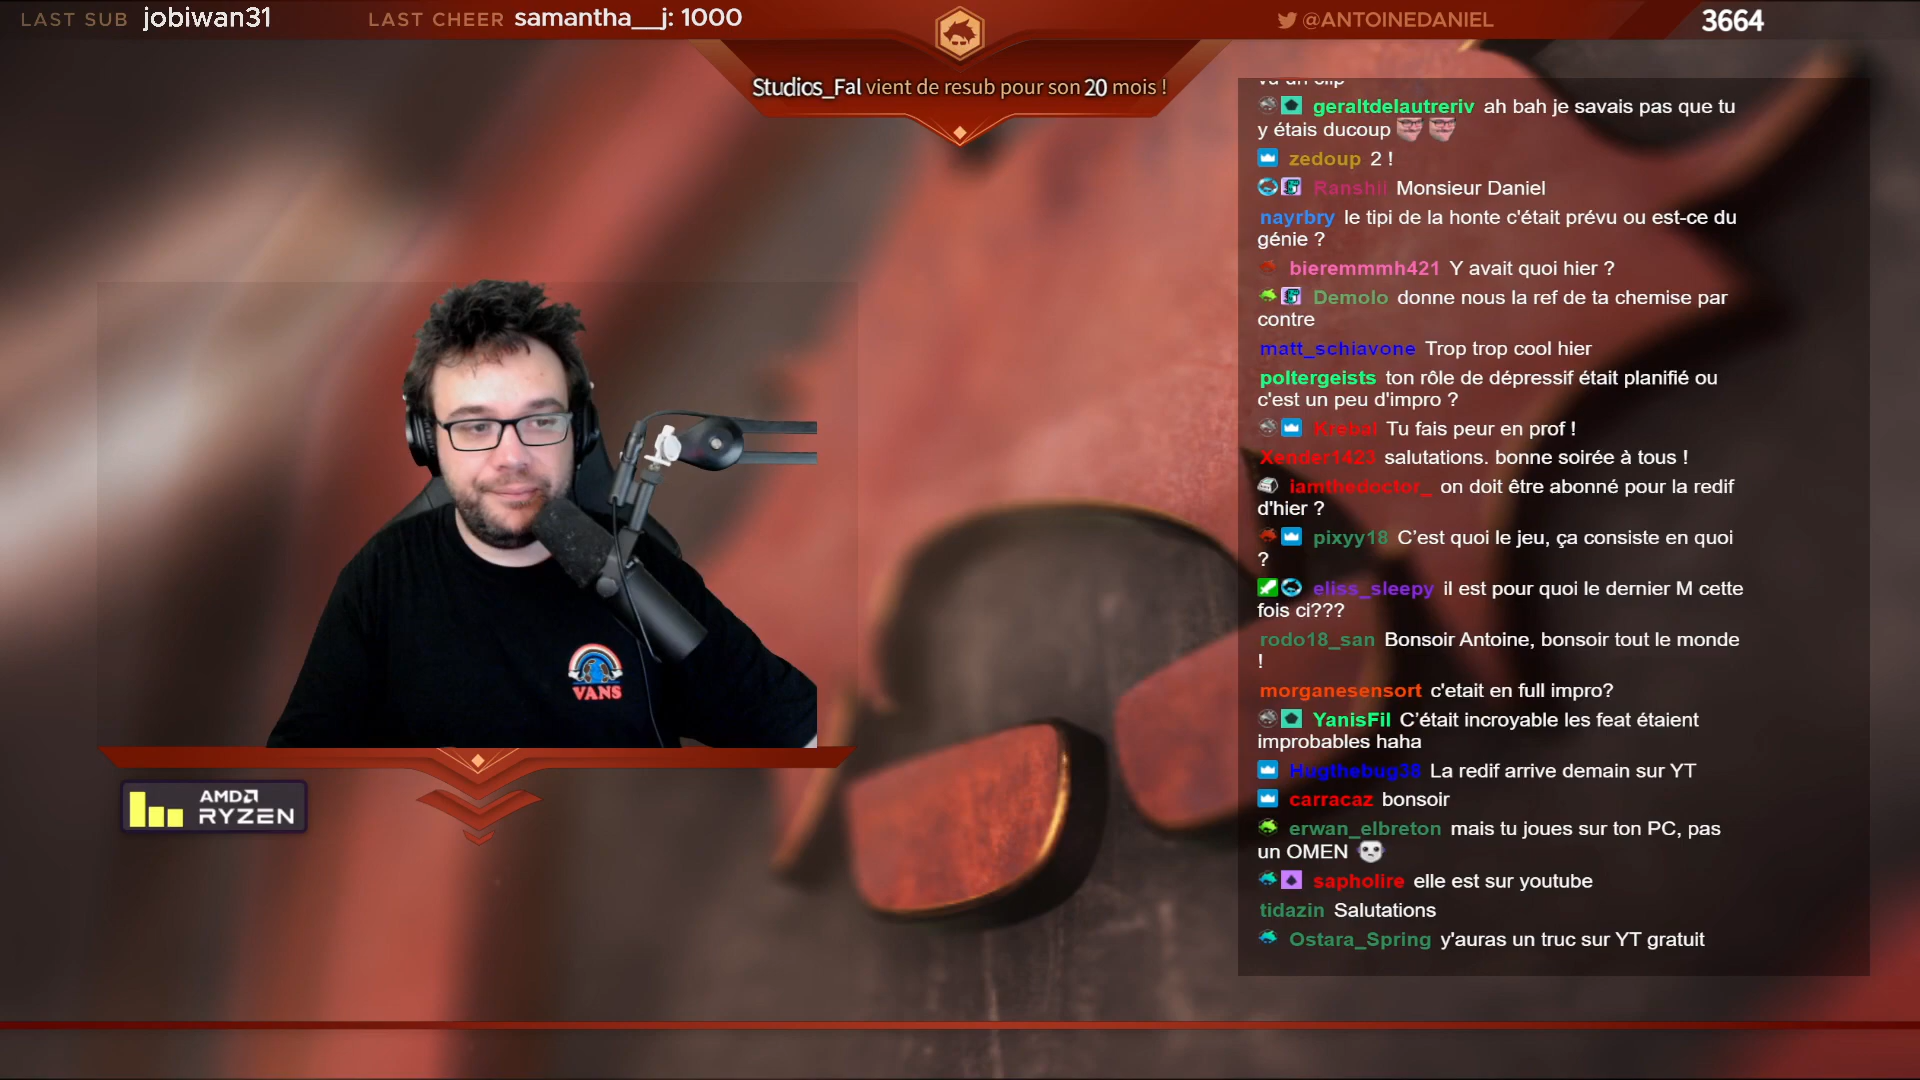 LAST SUB jobiwan31
LAST CHEER samantha__j: 1000
@ANTOINEDANIEL
3664
Studios_Fal vient de resub pour son 20 mois !
geraltdelautreriv ah bah je savais pas que tu
y étais ducoup
zedoup 2 !
Ranshil Monsieur Daniel
nayrbry le tipi de la honte c'était prévu ou est-ce du
génie ?
bieremmmh421 Y avait quoi hier ?
Demolo donne nous la ref de ta chemise par
contre
matt_schiavone Trop trop cool hier
poltergeists ton rôle de dépressif était planifié ou
c'est un peu d'impro ?
Krebal Tu fais peur en prof !
Xender1423 salutations. bonne soirée à tous !
iamthedoctor_ on doit être abonné pour la redif
d'hier ?
pixyy18 C’est quoi le jeu, ça consiste en quoi
?
eliss_sleepy il est pour quoi le dernier M cette
fois ci???
rodo18_san Bonsoir Antoine, bonsoir tout le monde
!
morganesensort c'etait en full impro?
YanisFil C’était incroyable les feat étaient
improbables haha
Hugthebug38 La redif arrive demain sur YT
carracaz bonsoir
erwan_elbreton mais tu joues sur ton PC, pas
un OMEN
sapholire elle est sur youtube
tidazin Salutations
Ostara_Spring y'auras un truc sur YT gratuit
VANS
AMD
RYZEN